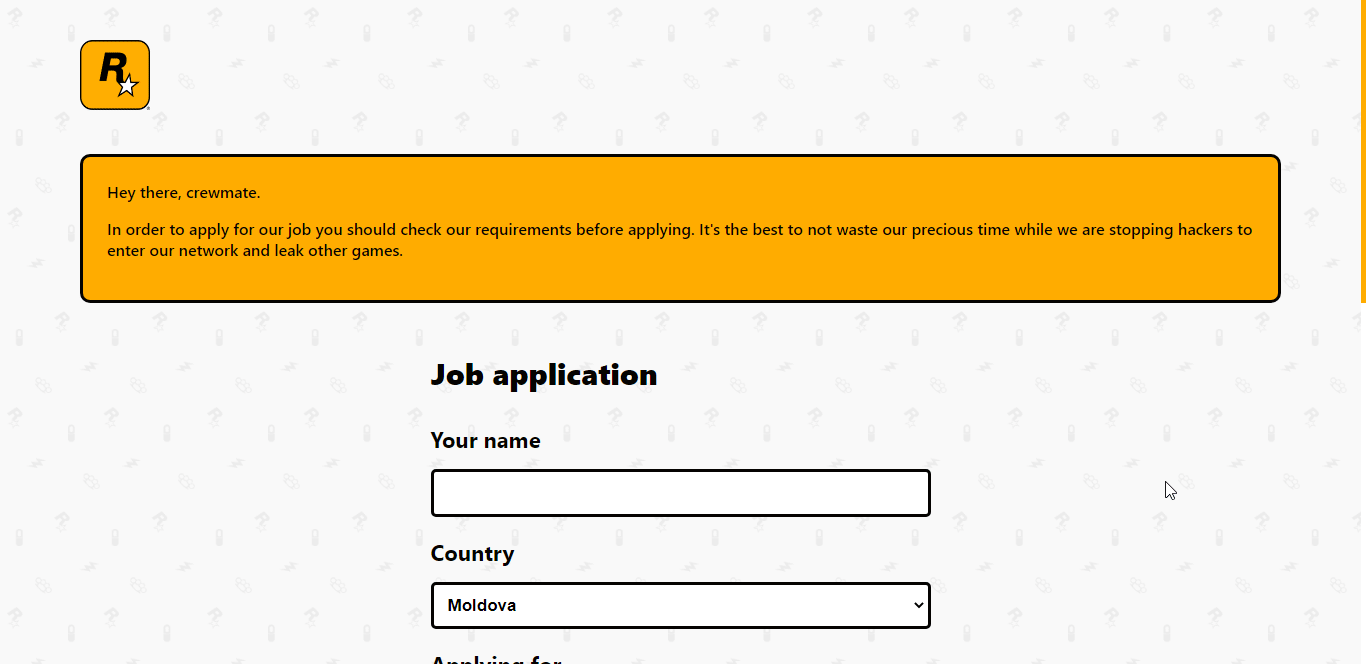 R
Hey there, crewmate.
In order to apply for our job you should check our requirements before applying. It's the best to not waste our precious time while we are stopping hackers to
enter our network and leak other games.
Job application
Your name
Country
Moldova
Applying for